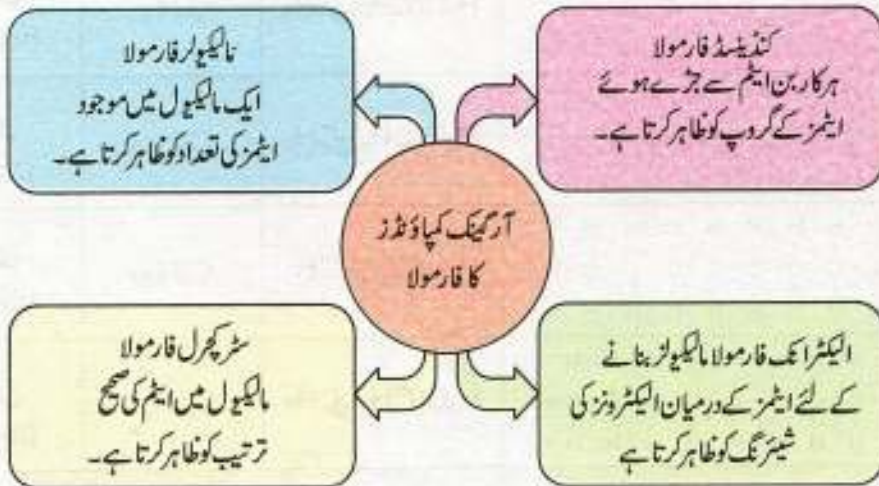 کنڈینسڈ فارمولا
ہر کاربن ایٹم سے جڑے ہوئے
ایٹمز کے گروپ کو ظاہر کرتا ہے۔
مالیکیولر فارمولا
ایک مالیکیول میں موجود
ایٹمز کی تعداد کو ظاہر کرتا ہے۔
آرگینک کمپاؤنڈز
کا فارمولا
الیکٹرانک فارمولا مالیکیولز بنانے
کے لئے ایٹمز کے درمیان الیکٹرونز کی
شیئرنگ کو ظاہر کرتا ہے
سٹرکچرل فارمولا
مالیکیول میں ایٹم کی صحیح
ترتیب کو ظاہر کرتا ہے۔